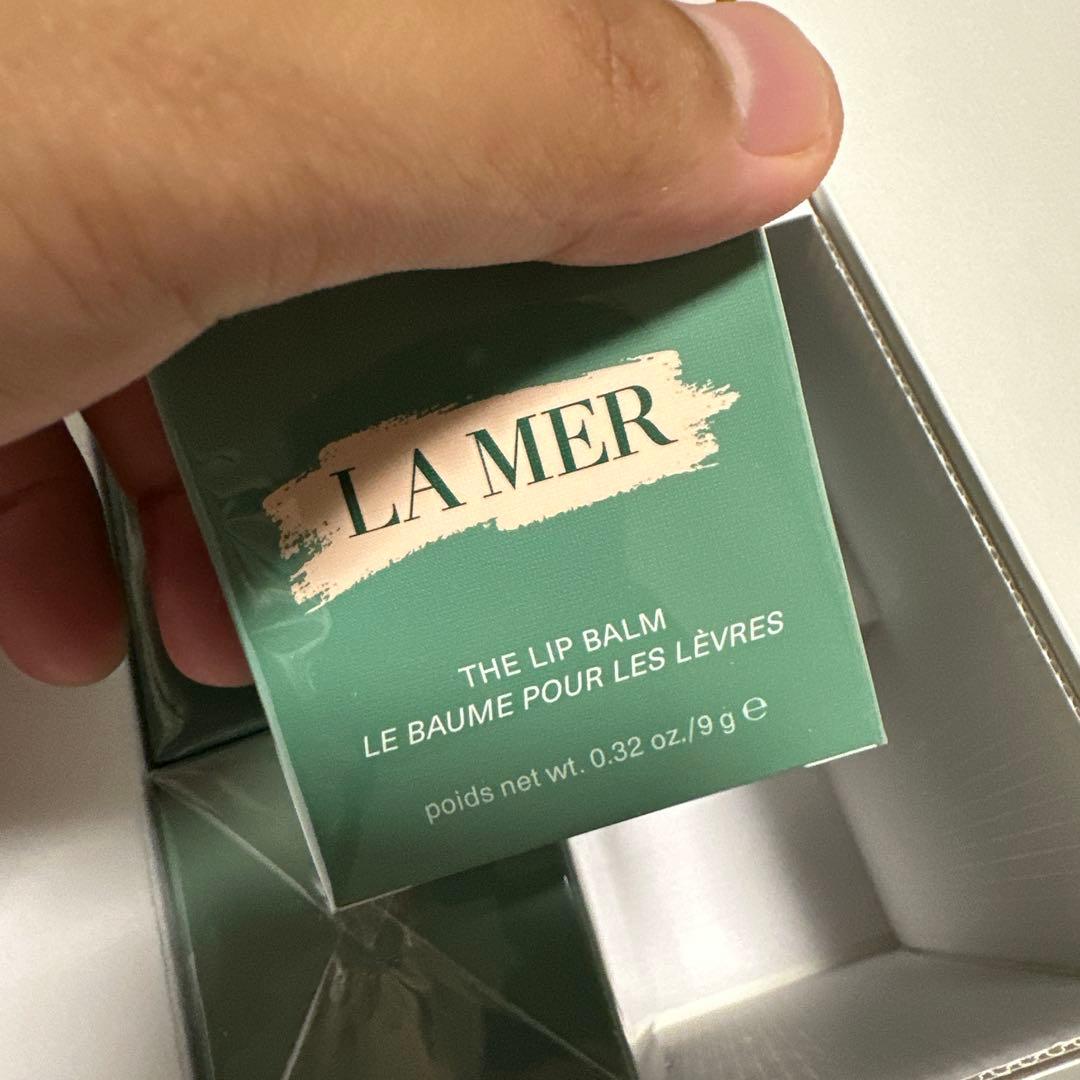 LA MER
THE LIP BALM
LE BAUME POUR LES LÈVRES
poids net wt. 0.32 oz./9 g ℮